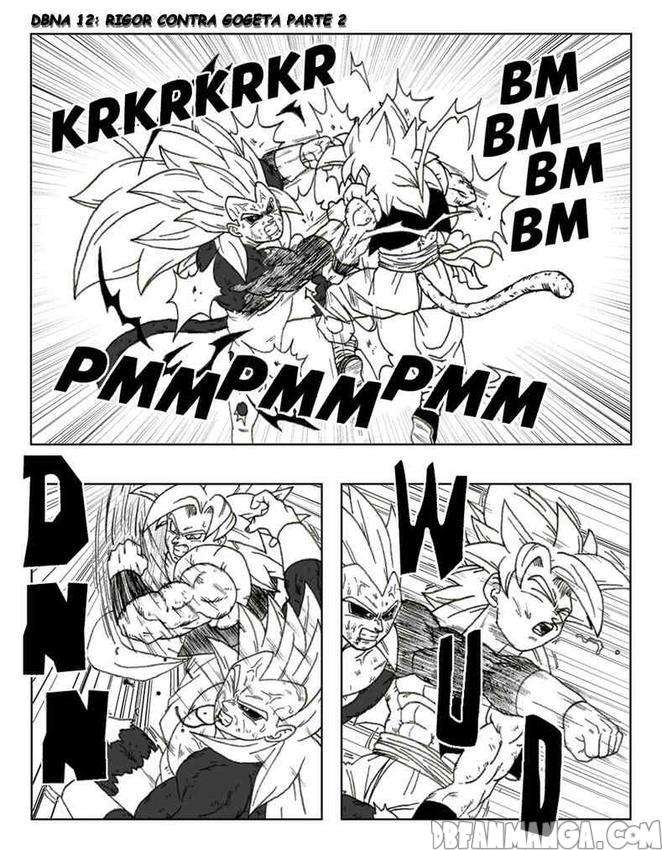 DBNA 12: RIGOR CONTRA GOGETA PARTE 2
KRKRKRKR
BM
BM
BM
BM
PMMPMMPMM
DNN
WUD
DBFANMANGA.COM